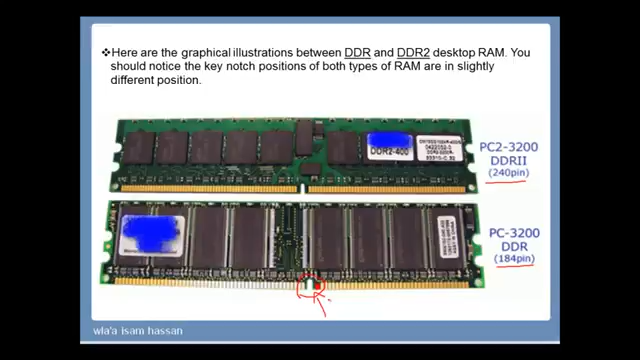 ❖Here are the graphical illustrations between DDR and DDR2 desktop RAM. You
should notice the key notch positions of both types of RAM are in slightly
different position.
DDR2-400
PC2-3200
DDRII
(240pin)
PC-3200
DDR
(184pin)
wla'a isam hassan